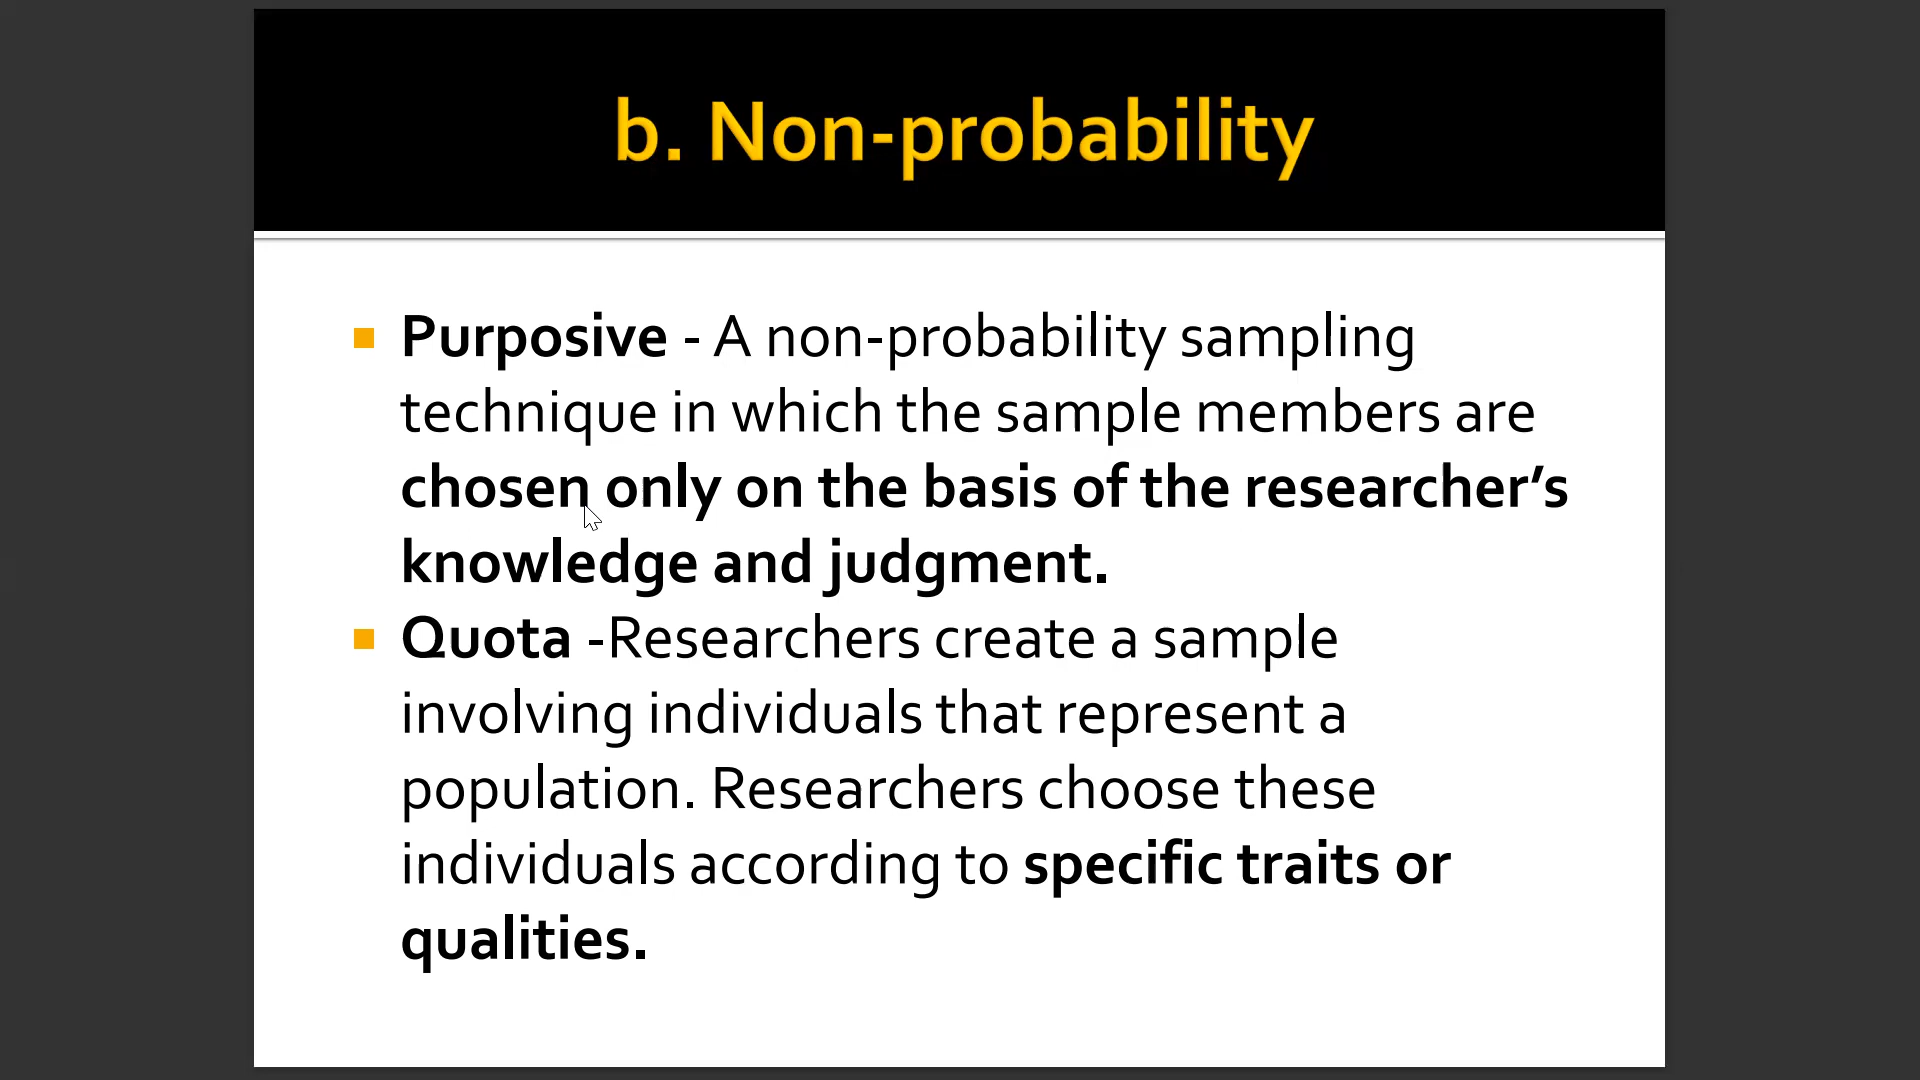 b. Non-probability
Purposive - A non-probability sampling
technique in which the sample members are
chosen only on the basis of the researcher’s
knowledge and judgment.
Quota -Researchers create a sample
involving individuals that represent a
population. Researchers choose these
individuals according to specific traits or
qualities.